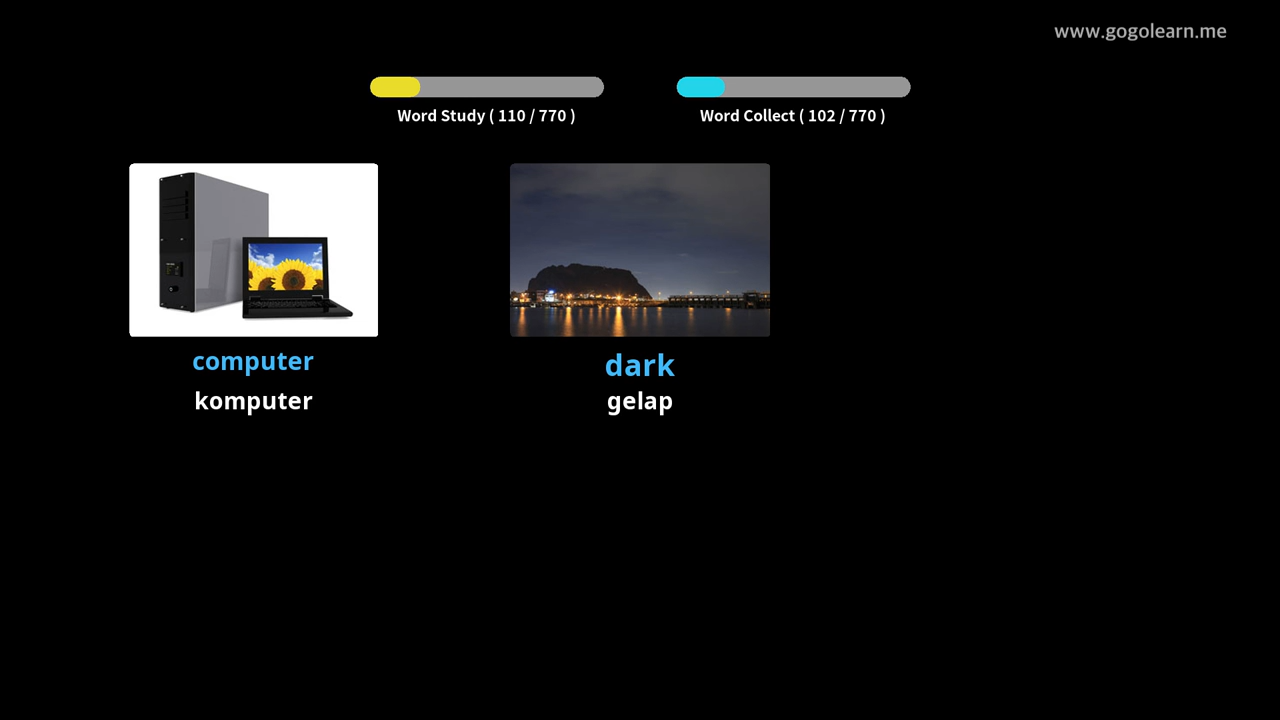 www.gogolearn.me
Word Study ( 110 / 770 )
Word Collect ( 102 / 770 )
computer
komputer
dark
gelap